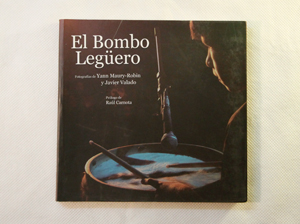 El Bombo
Legüero
Fotografías de Yann Maury-Robin
y Javier Valado
Prólogo de
Raúl Carnota